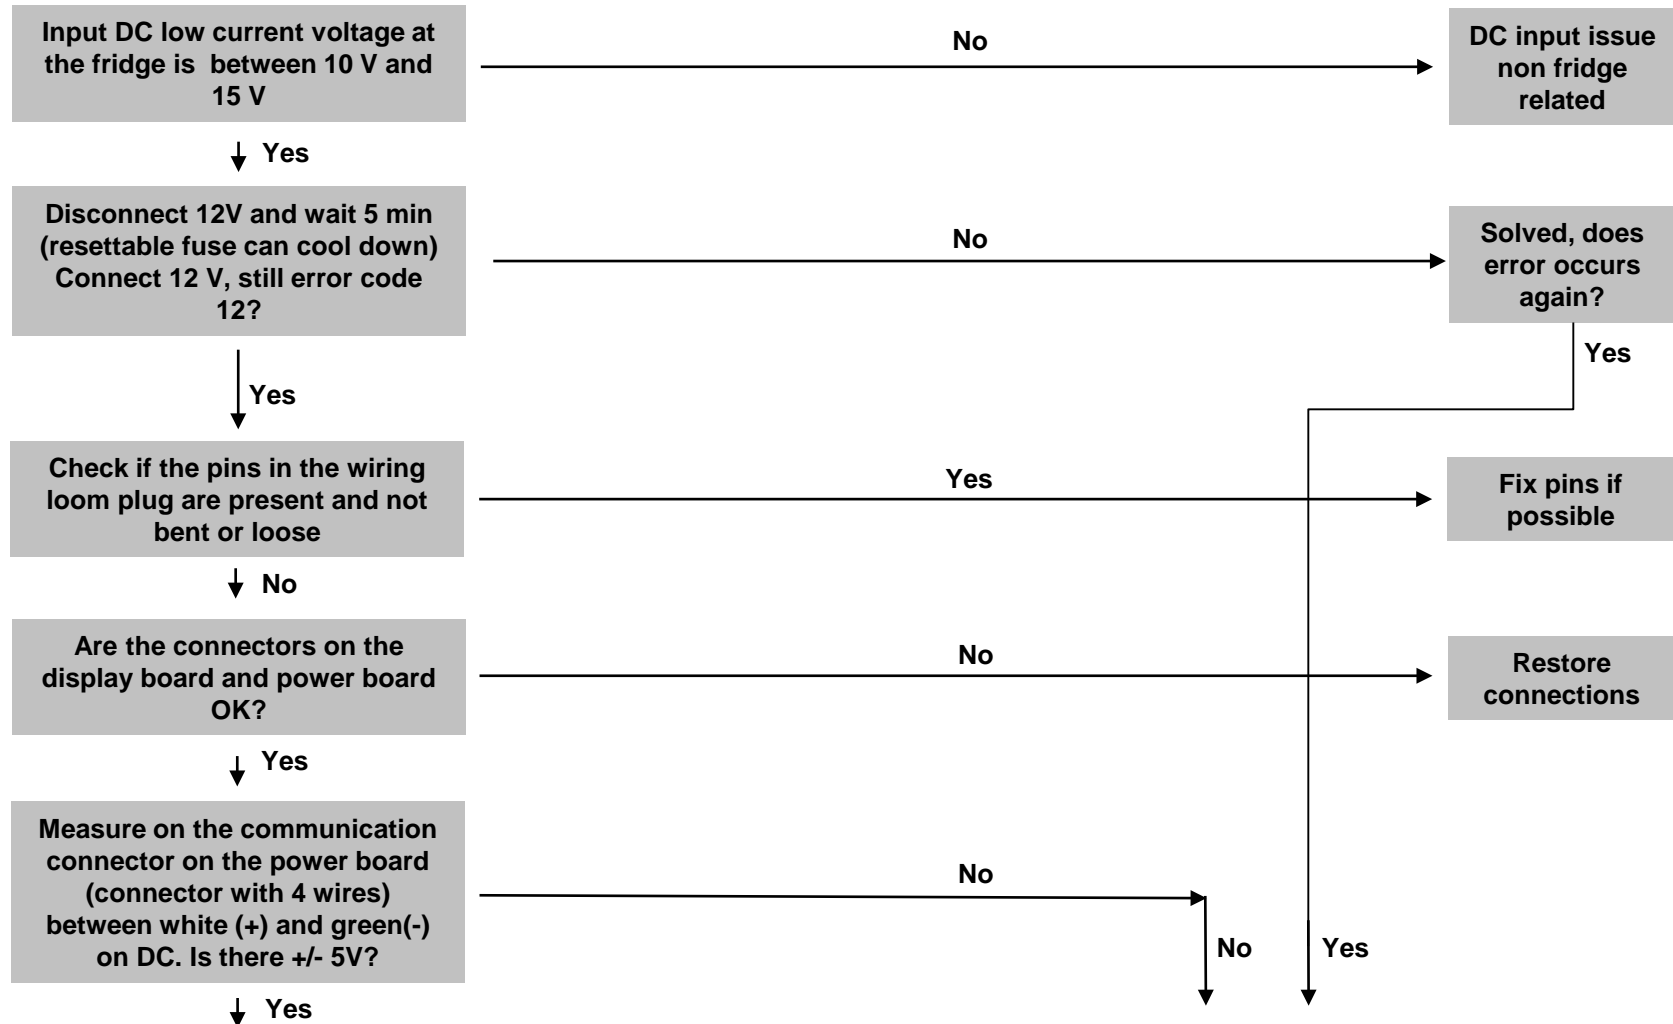 Input DC low current voltage at
the fridge is between 10 V and
15 V
No
DC input issue
non fridge
related
Yes
Disconnect 12V and wait 5 min
(resettable fuse can cool down)
Connect 12 V, still error code
12?
No
Solved, does
error occurs
again?
Yes
Yes
Check if the pins in the wiring
loom plug are present and not
bent or loose
Yes
Fix pins if
possible
No
Are the connectors on the
display board and power board
OK?
No
Restore
connections
Yes
Measure on the communication
connector on the power board
(connector with 4 wires)
between white (+) and green(-)
on DC. Is there +/- 5V?
No
No
Yes
Yes